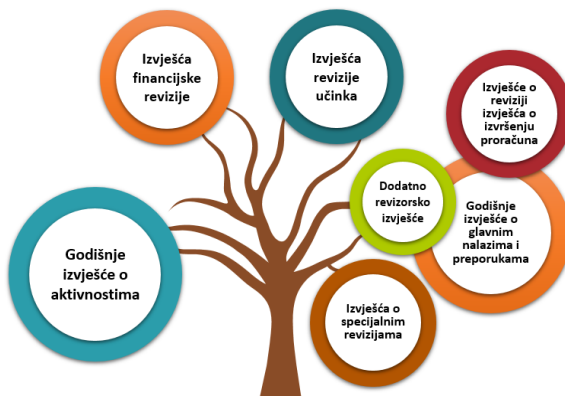 Izvješća
financijske
revizije
Izvješća
revizije
učinka
Izvješće o
reviziji
izvješća o
izvršenju
proračuna
Dodatno
revizorsko
izvješće
Godišnje
izvješće o
glavnim
nalazima i
preporukama
Godišnje
izvješće o
aktivnostima
Izvješća o
specijalnim
revizijama